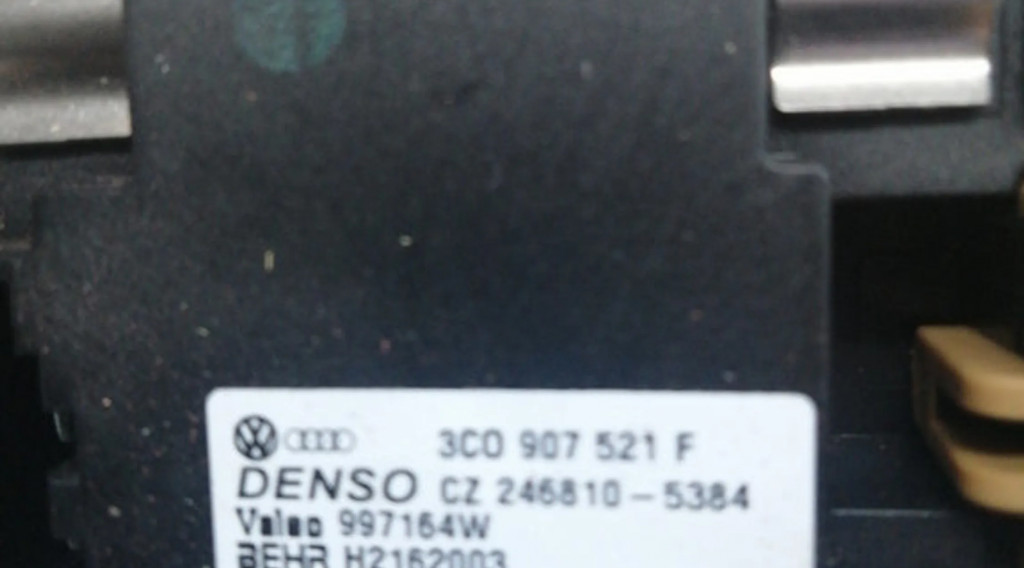 3C0 907 521 F
DENSO CZ 246810-5384
Valeo 997164W
BEHR H2162003